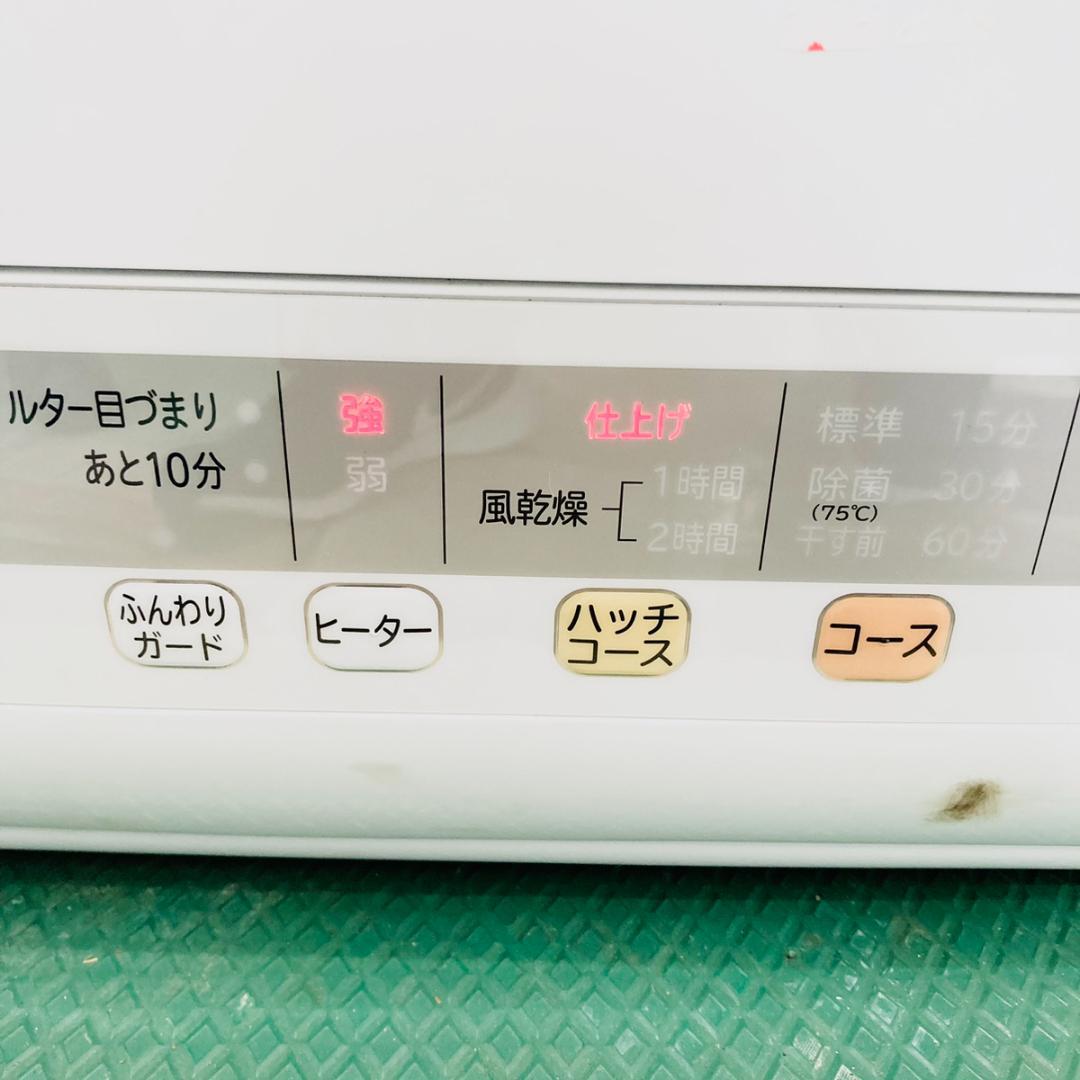 ルター目づまり
あと10分
強
弱
仕上げ
風乾燥
1時間
2時間
標準 15分
除菌 30分
(75℃)
干す前 60分
ふんわり
ガード
ヒーター
ハッチ
コース
コース